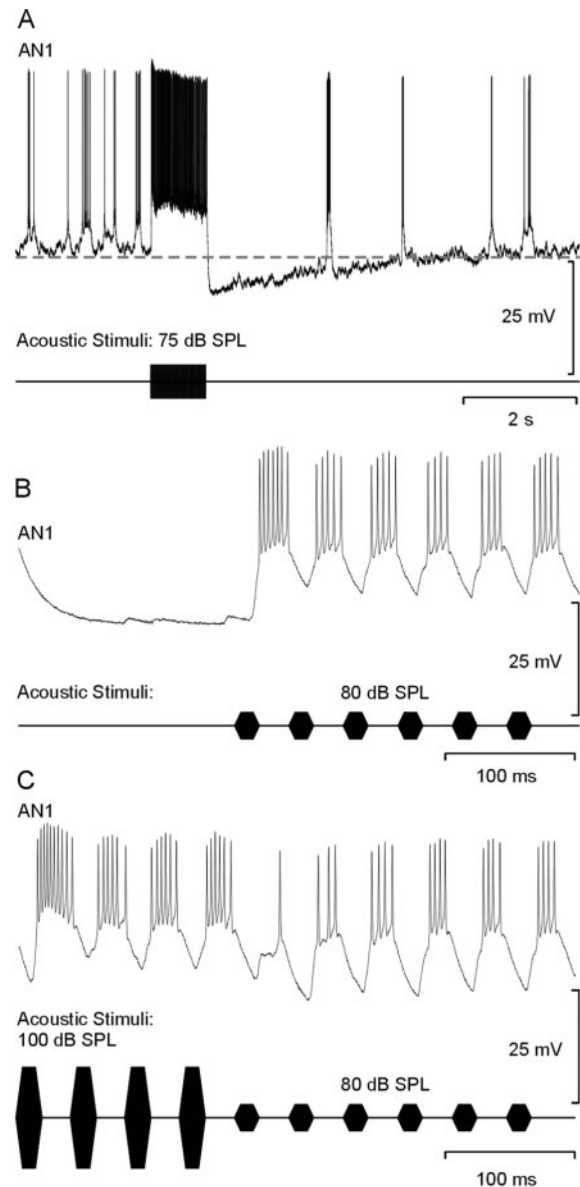 A
AN1
25 mV
Acoustic Stimuli: 75 dB SPL
2 s
B
AN1
25 mV
Acoustic Stimuli: 80 dB SPL
100 ms
C
AN1
Acoustic Stimuli:
100 dB SPL
25 mV
80 dB SPL
100 ms